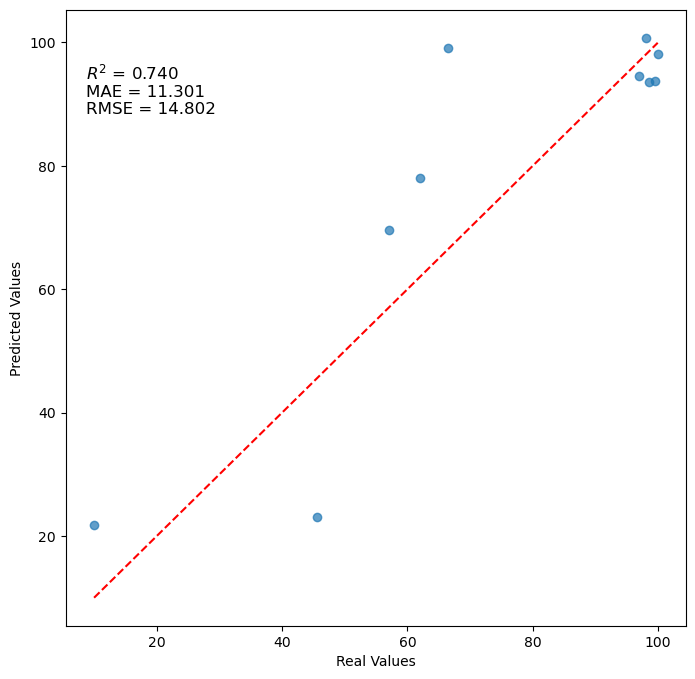 100
R² = 0.740
MAE = 11.301
RMSE = 14.802
80
60
40
20
Predicted Values
20 40 60 80 100
Real Values